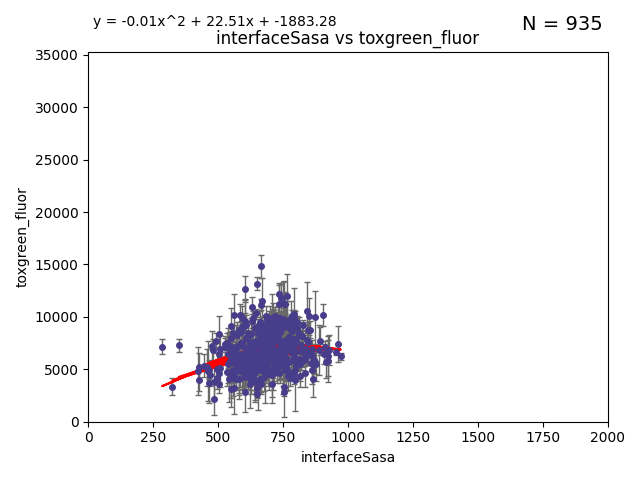 y = -0.01x^2 + 22.51x + -1883.28
N = 935
interfaceSasa vs toxgreen_fluor
35000
30000
25000
20000
15000
10000
5000
0
toxgreen_fluor
0 250 500 750 1000 1250 1500 1750 2000
interfaceSasa